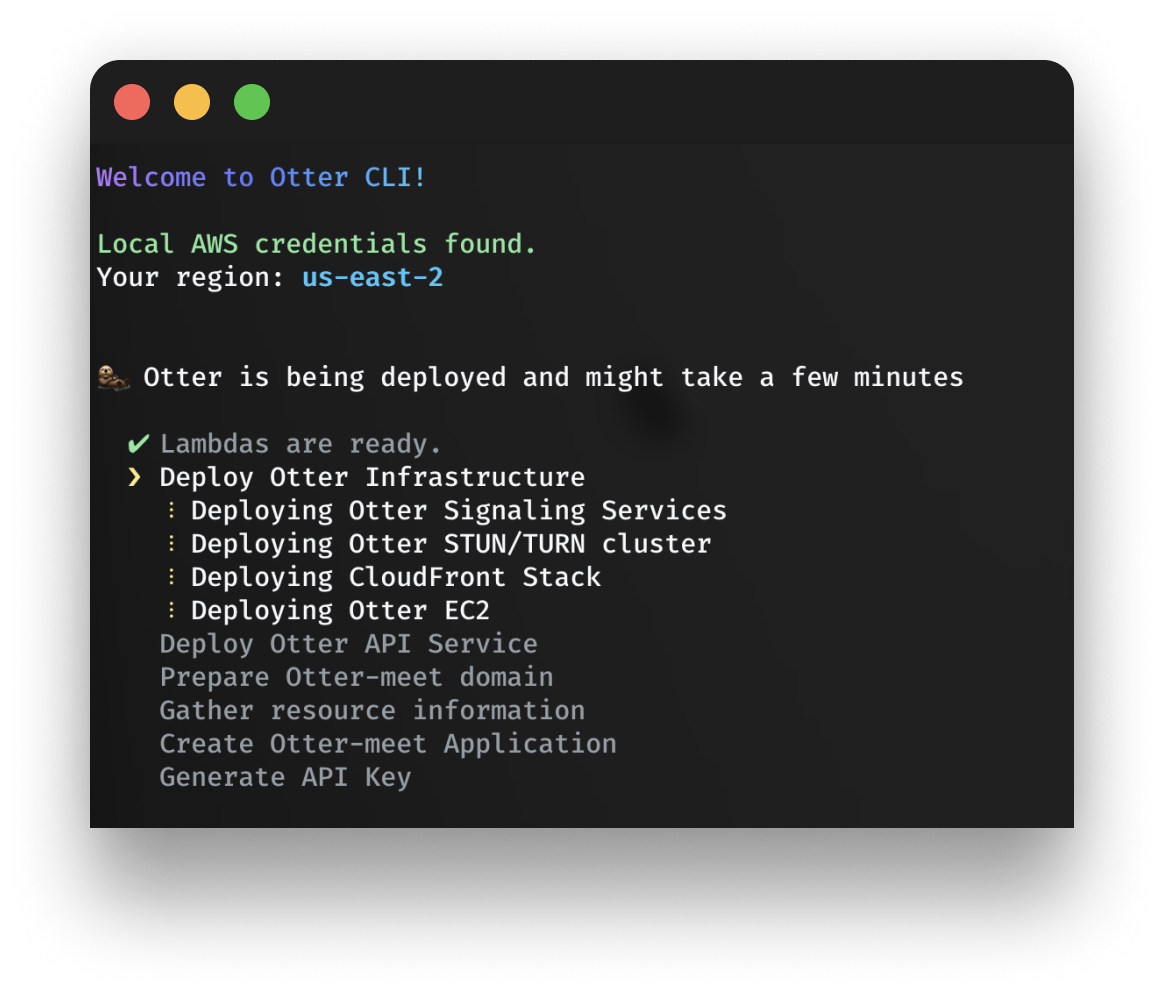 Welcome to Otter CLI!
Local AWS credentials found.
Your region: us-east-2
🦦 Otter is being deployed and might take a few minutes
✔ Lambdas are ready.
❯ Deploy Otter Infrastructure
⋮ Deploying Otter Signaling Services
⋮ Deploying Otter STUN/TURN cluster
⋮ Deploying CloudFront Stack
⋮ Deploying Otter EC2
Deploy Otter API Service
Prepare Otter-meet domain
Gather resource information
Create Otter-meet Application
Generate API Key